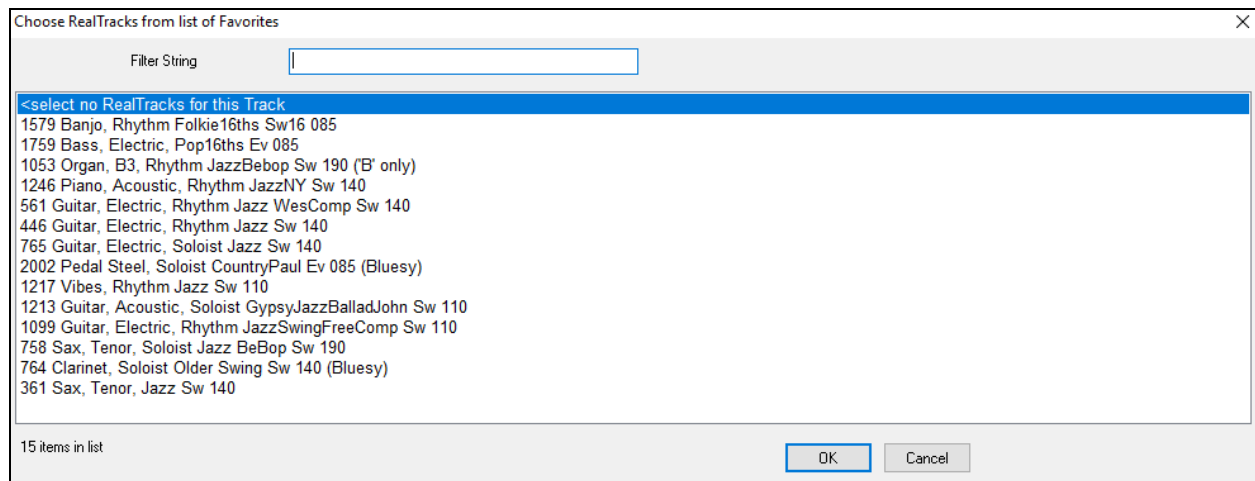 Choose RealTracks from list of Favorites
Filter String
<select no RealTracks for this Track
1579 Banjo, Rhythm Folkie16ths Sw16 085
1759 Bass, Electric, Pop16ths Ev 085
1053 Organ, B3, Rhythm JazzBebop Sw 190 ('B' only)
1246 Piano, Acoustic, Rhythm JazzNY Sw 140
561 Guitar, Electric, Rhythm Jazz WesComp Sw 140
446 Guitar, Electric, Rhythm Jazz Sw 140
765 Guitar, Electric, Soloist Jazz Sw 140
2002 Pedal Steel, Soloist CountryPaul Ev 085 (Bluesy)
1217 Vibes, Rhythm Jazz Sw 110
1213 Guitar, Acoustic, Soloist GypsyJazzBalladJohn Sw 110
1099 Guitar, Electric, Rhythm JazzSwingFreeComp Sw 110
758 Sax, Tenor, Soloist Jazz BeBop Sw 190
764 Clarinet, Soloist Older Swing Sw 140 (Bluesy)
361 Sax, Tenor, Jazz Sw 140
15 items in list
OK
Cancel